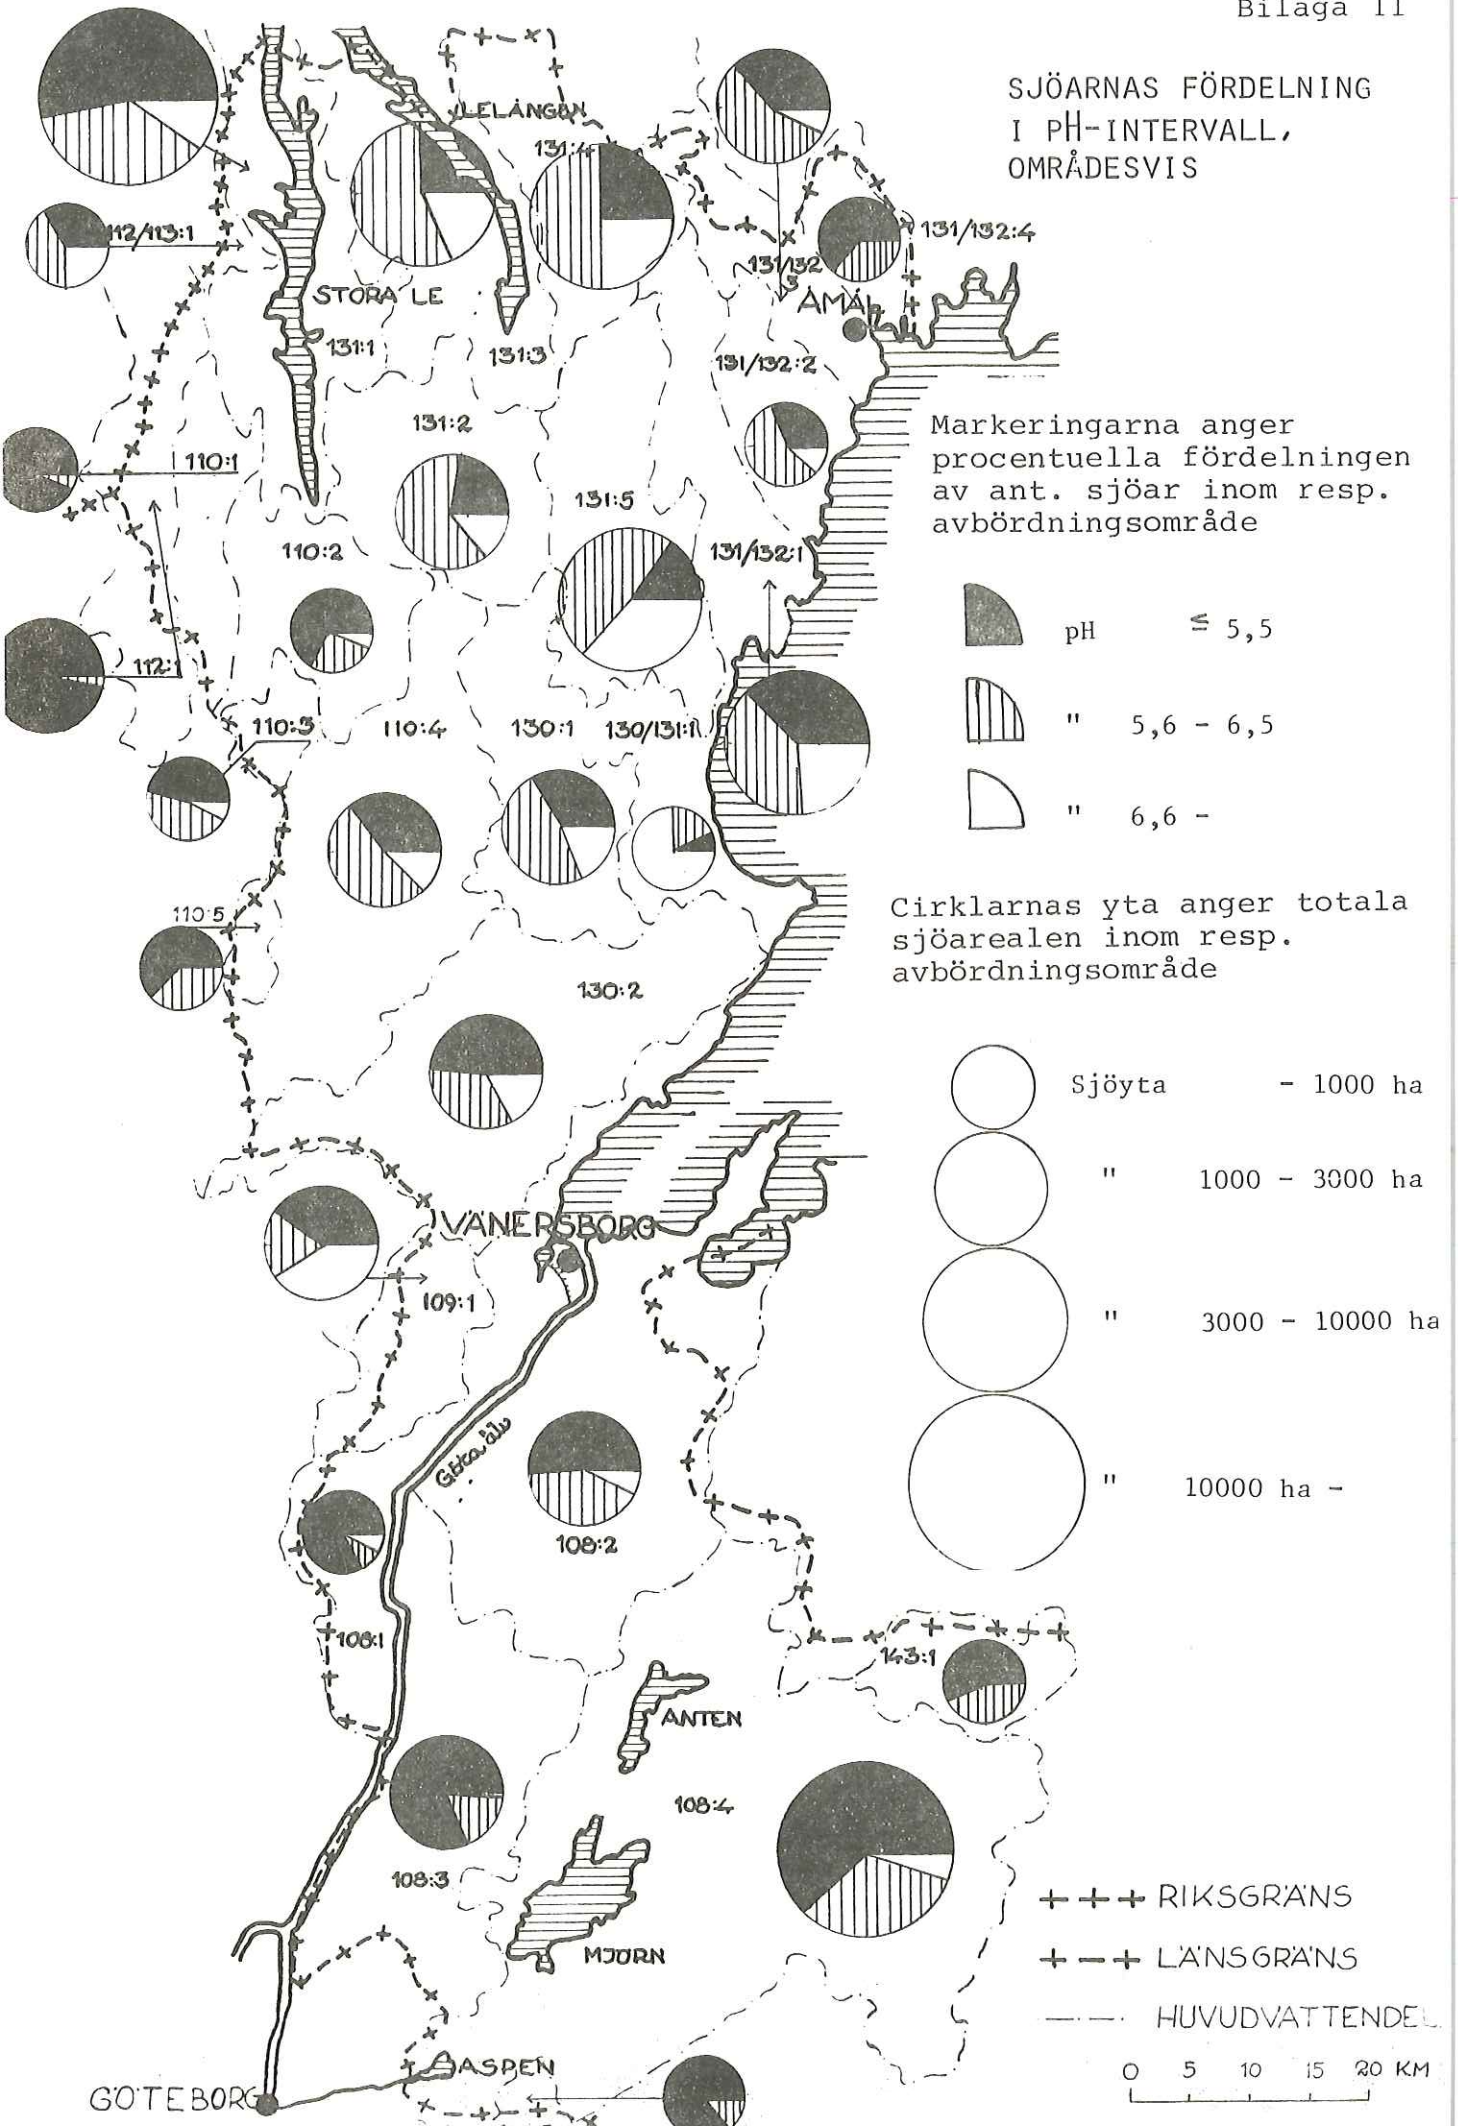 Bilaga 11
SJÖARNAS FÖRDELNING
I PH-INTERVALL,
OMRÅDESVIS
LELÅNGEN
131:4
112/113:1
131/132:4
131/132
3
STORA LE
ÅMÅL
131:1
131:3
131/132:2
131:2
Markeringarna anger
procentuella fördelningen
av ant. sjöar inom resp.
avbördningsområde
110:1
131:5
110:2
131/132:1
pH ≤ 5,5
112:1
" 5,6 - 6,5
110:3
110:4
130:1
130/131:1
" 6,6 -
110:5
Cirklarnas yta anger totala
sjöarealen inom resp.
avbördningsområde
130:2
Sjöyta - 1000 ha
" 1000 - 3000 ha
VÄNERSBORG
109:1
" 3000 - 10000 ha
Göta älv
" 10000 ha -
108:2
108:1
143:1
ANTEN
108:4
108:3
MJÖRN
RIKSGRÄNS
LÄNSGRÄNS
HUVUDVATTENDEL
ASPEN
0 5 10 15 20 KM
GÖTEBORG